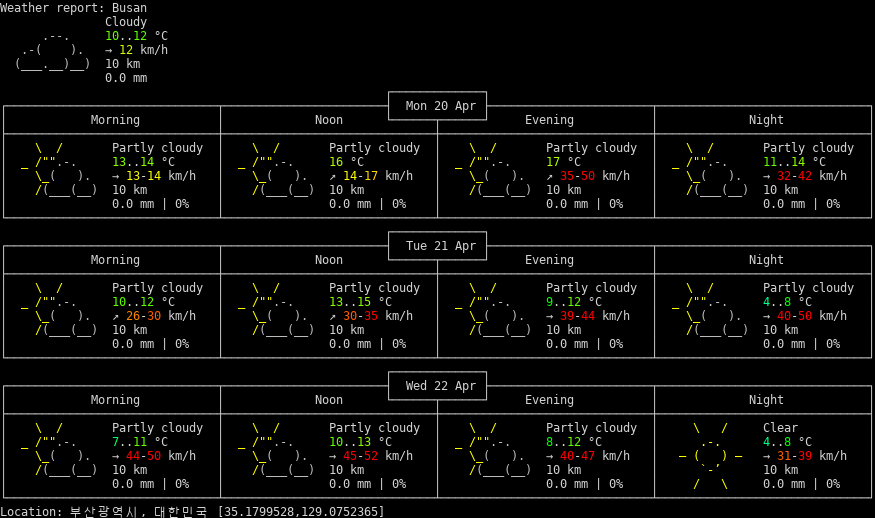 Weather report: Busan
Cloudy
10..12 °C
→ 12 km/h
10 km
0.0 mm
Mon 20 Apr
Morning Noon Evening Night
Partly cloudy Partly cloudy Partly cloudy Partly cloudy
13..14 °C 16 °C 17 °C 11..14 °C
→ 13-14 km/h ↗ 14-17 km/h ↗ 35-50 km/h → 32-42 km/h
10 km 10 km 10 km 10 km
0.0 mm | 0% 0.0 mm | 0% 0.0 mm | 0% 0.0 mm | 0%
Tue 21 Apr
Morning Noon Evening Night
Partly cloudy Partly cloudy Partly cloudy Partly cloudy
10..12 °C 13..15 °C 9..12 °C 4..8 °C
↗ 26-30 km/h ↗ 30-35 km/h → 39-44 km/h → 40-50 km/h
10 km 10 km 10 km 10 km
0.0 mm | 0% 0.0 mm | 0% 0.0 mm | 0% 0.0 mm | 0%
Wed 22 Apr
Morning Noon Evening Night
Partly cloudy Partly cloudy Partly cloudy Clear
7..11 °C 10..13 °C 8..12 °C 4..8 °C
→ 44-50 km/h → 45-52 km/h → 40-47 km/h → 31-39 km/h
10 km 10 km 10 km 10 km
0.0 mm | 0% 0.0 mm | 0% 0.0 mm | 0% 0.0 mm | 0%
Location: 부산광역시, 대한민국 [35.1799528,129.0752365]